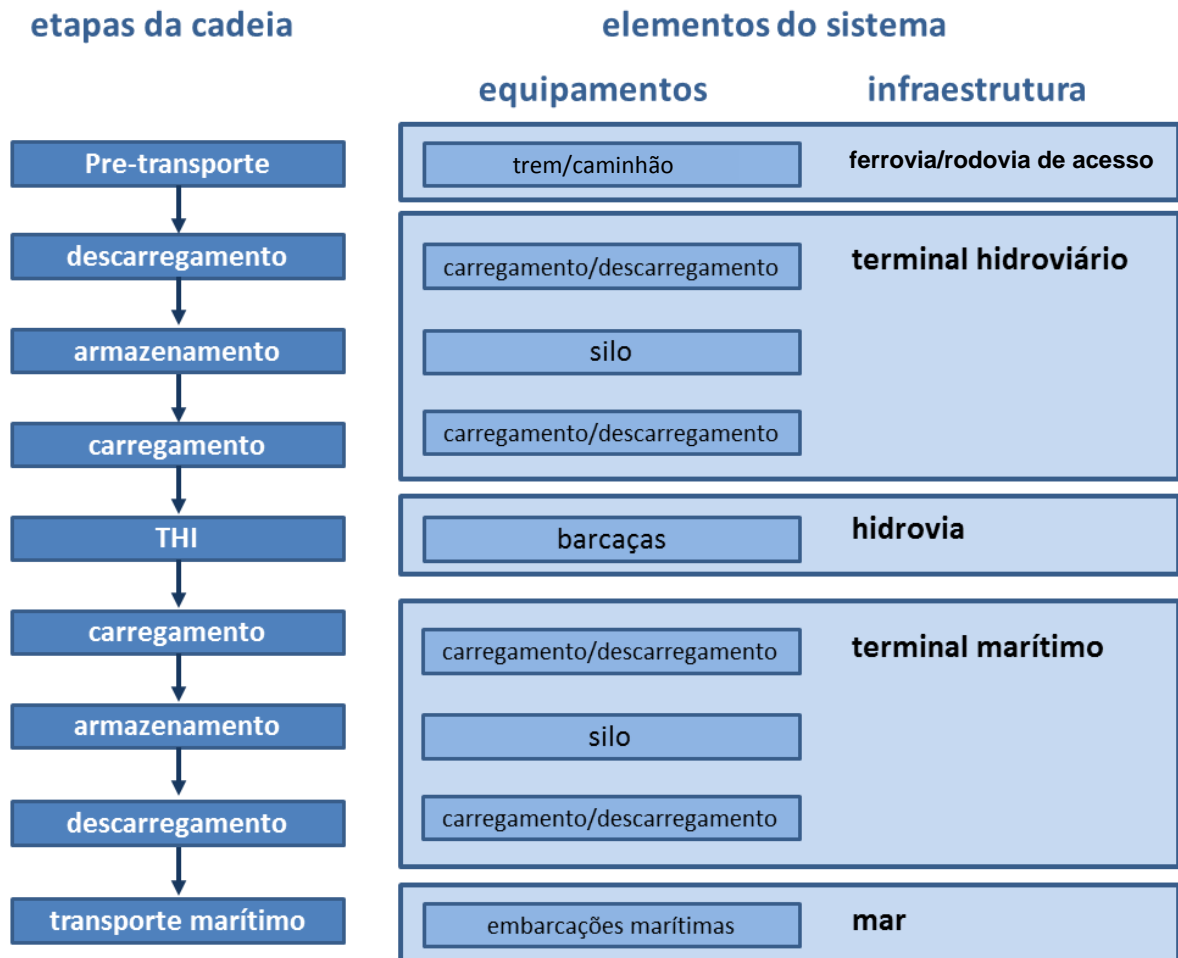 etapas da cadeia
elementos do sistema
equipamentos
infraestrutura
Pre-transporte
trem/caminhão
ferrovia/rodovia de acesso
descarregamento
carregamento/descarregamento
terminal hidroviário
armazenamento
silo
carregamento
carregamento/descarregamento
THI
barcaças
hidrovia
carregamento
carregamento/descarregamento
terminal marítimo
armazenamento
silo
descarregamento
carregamento/descarregamento
transporte marítimo
embarcações marítimas
mar